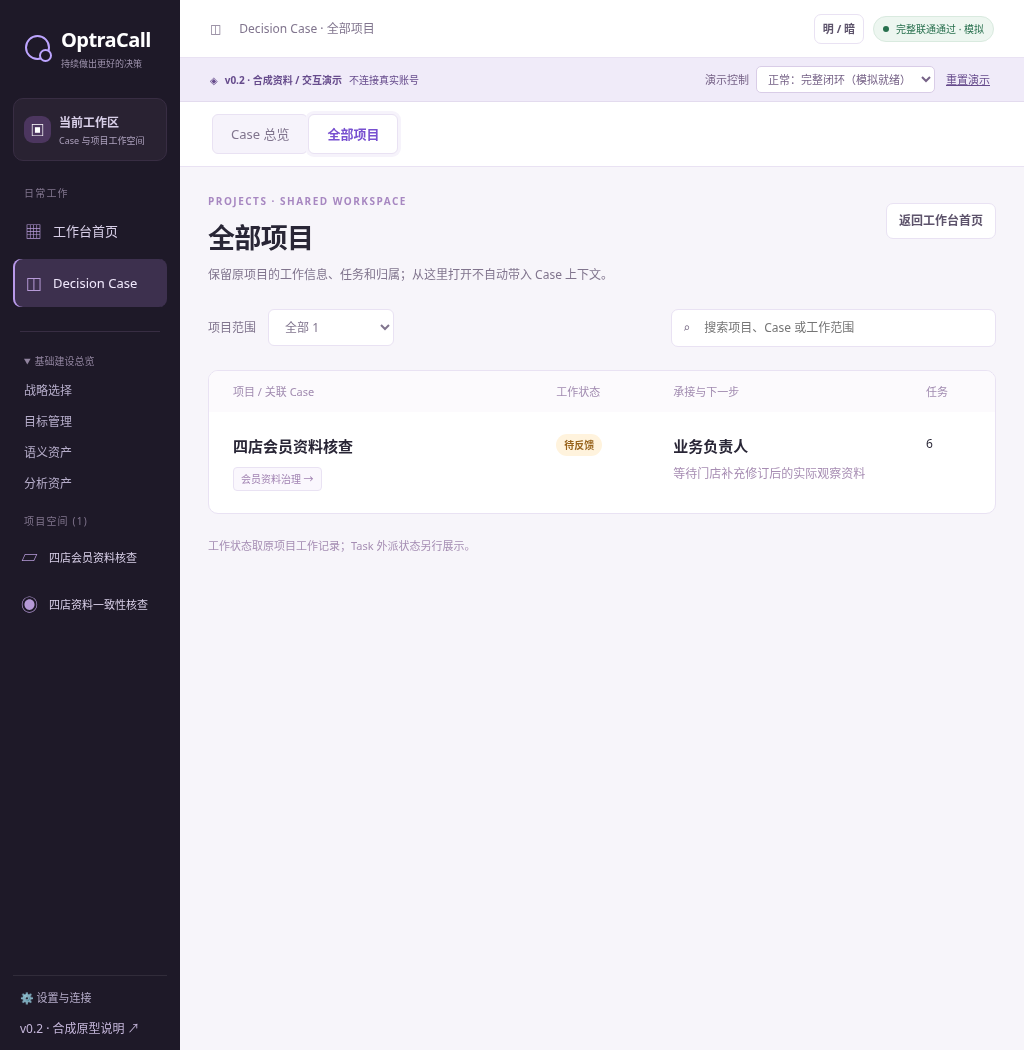 OptraCall
持续做出更好的决策
当前工作区
Case 与项目工作空间
日常工作
工作台首页
Decision Case
▼ 基础建设总览
战略选择
目标管理
语义资产
分析资产
项目空间 (1)
四店会员资料核查
四店资料一致性核查
设置与连接
v0.2 · 合成原型说明 ↗
Decision Case · 全部项目
明 / 暗
完整联通通过 · 模拟
◈ v0.2 · 合成资料 / 交互演示 不连接真实账号
演示控制
正常：完整闭环（模拟就绪）
重置演示
Case 总览
全部项目
PROJECTS · SHARED WORKSPACE
全部项目
保留原项目的工作信息、任务和归属；从这里打开不自动带入 Case 上下文。
返回工作台首页
项目范围
全部 1
搜索项目、Case 或工作范围
项目 / 关联 Case 工作状态 承接与下一步 任务
四店会员资料核查 待反馈 业务负责人 6
会员资料治理 → 等待门店补充修订后的实际观察资料
工作状态取原项目工作记录；Task 外派状态另行展示。